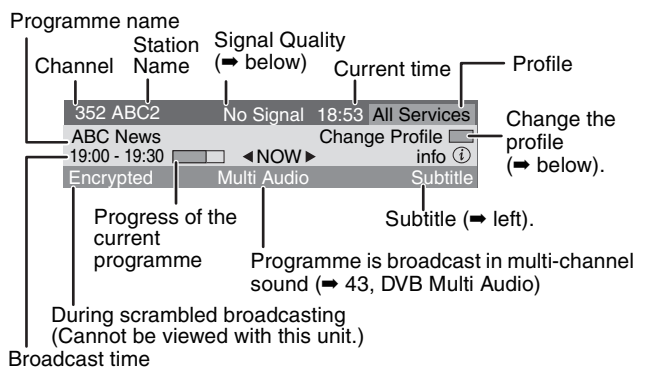 Programme name
Station
Name
Signal Quality
(➡ below)
Channel
Current time
Profile
352 ABC2 No Signal 18:53 All Services
ABC News Change Profile
19:00 - 19:30 ◀NOW▶ info ⓘ
Encrypted Multi Audio Subtitle
Change the
profile
(➡ below).
Progress of the
current
programme
Subtitle (➡ left).
Programme is broadcast in multi-channel
sound (➡ 43, DVB Multi Audio)
During scrambled broadcasting
(Cannot be viewed with this unit.)
Broadcast time